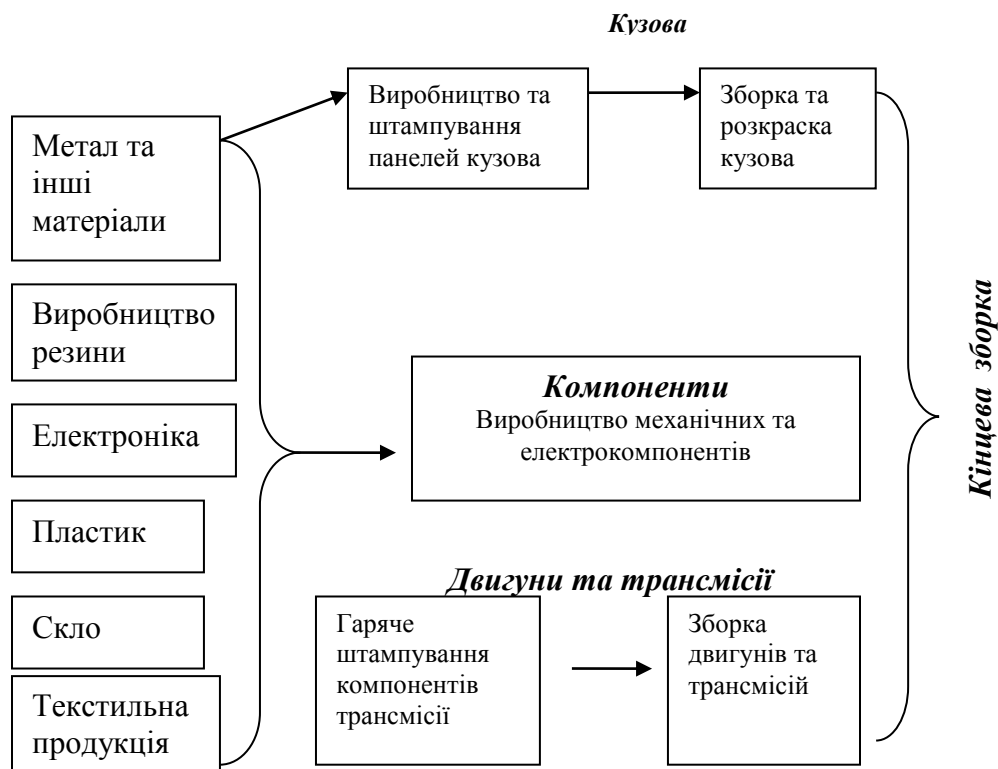 Кузова
Виробництво та
штампування
панелей кузова
Зборка та
розкраска
кузова
Метал та
інші
матеріали
Виробництво
резини
Електроніка
Пластик
Скло
Текстильна
продукція
Компоненти
Виробництво механічних та
електрокомпонентів
Двигуни та трансмісії
Гаряче
штампування
компонентів
трансмісії
Зборка
двигунів та
трансмісій
Кінцева зборка